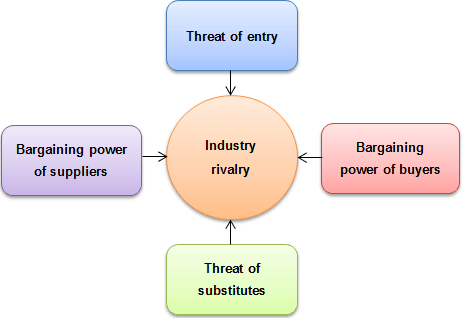 Threat of entry
Bargaining power
of suppliers
Industry
rivalry
Bargaining
power of buyers
Threat of
substitutes